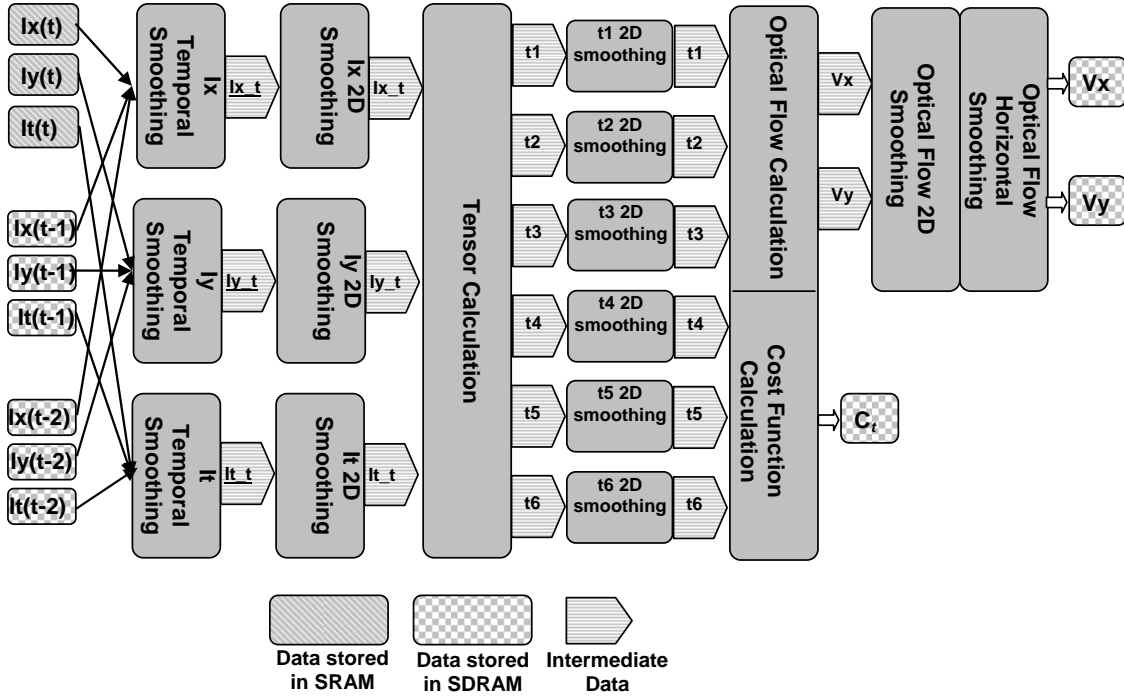 Ix(t)
Iy(t)
It(t)
Ix(t-1)
Iy(t-1)
It(t-1)
Ix(t-2)
Iy(t-2)
It(t-2)
Ix
Temporal
Smoothing
Iy
Temporal
Smoothing
It
Temporal
Smoothing
Ix_t
Iy_t
It_t
Ix 2D
Smoothing
Iy 2D
Smoothing
It 2D
Smoothing
Ix_t
Iy_t
It_t
Tensor Calculation
t1
t2
t3
t4
t5
t6
t1 2D
smoothing
t2 2D
smoothing
t3 2D
smoothing
t4 2D
smoothing
t5 2D
smoothing
t6 2D
smoothing
t1
t2
t3
t4
t5
t6
Optical Flow Calculation
Cost Function
Calculation
Vx
Vy
Optical Flow 2D
Smoothing
Optical Flow
Horizontal
Smoothing
Vx
Vy
Ct
Data stored
in SRAM
Data stored
in SDRAM
Intermediate
Data